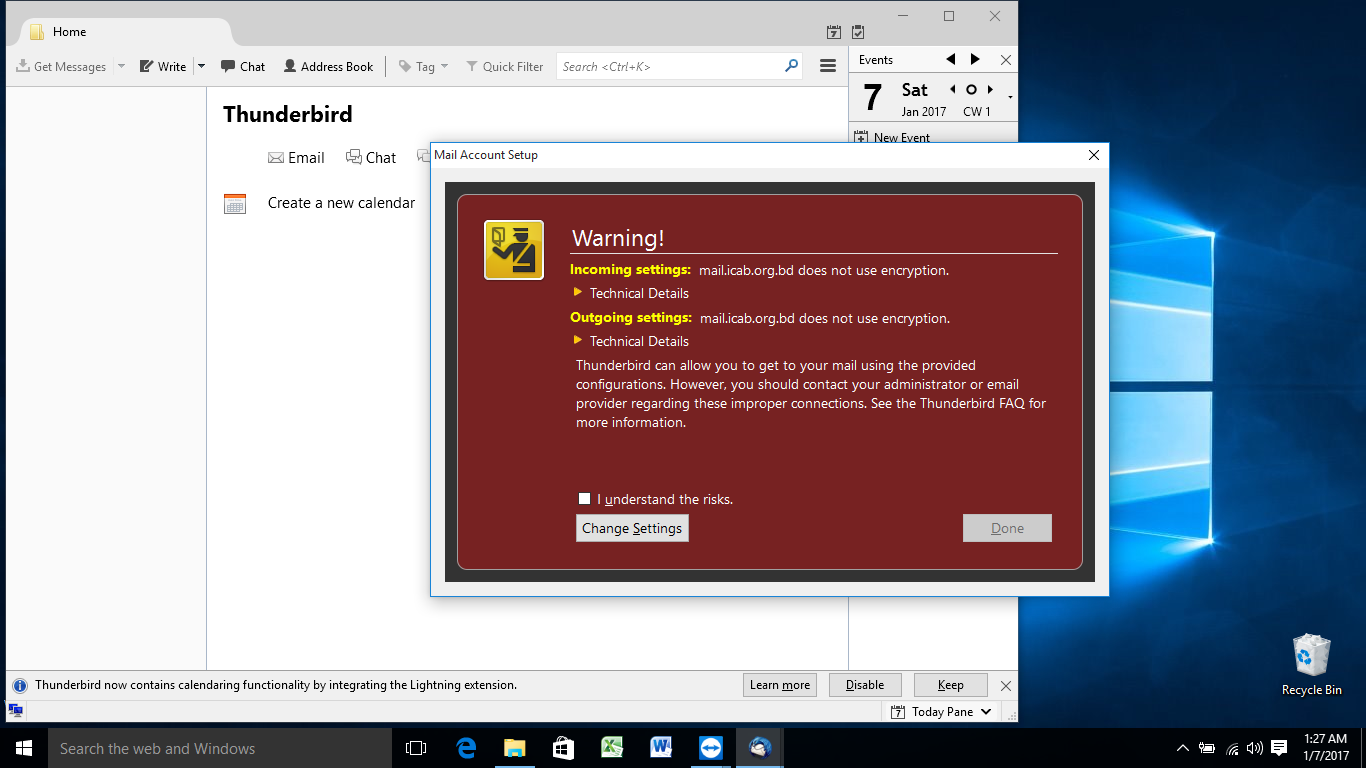 Home
Get Messages
Write
Chat
Address Book
Tag
Quick Filter
Search <Ctrl+K>
Events
7
Sat
Jan 2017
CW 1
New Event
Thunderbird
Email
Chat
Create a new calendar
Mail Account Setup
Warning!
Incoming settings: mail.icab.org.bd does not use encryption.
Technical Details
Outgoing settings: mail.icab.org.bd does not use encryption.
Technical Details
Thunderbird can allow you to get to your mail using the provided
configurations. However, you should contact your administrator or email
provider regarding these improper connections. See the Thunderbird FAQ for
more information.
I understand the risks.
Change Settings
Done
Recycle Bin
Thunderbird now contains calendaring functionality by integrating the Lightning extension.
Learn more
Disable
Keep
7
Today Pane
Search the web and Windows
1:27 AM
1/7/2017